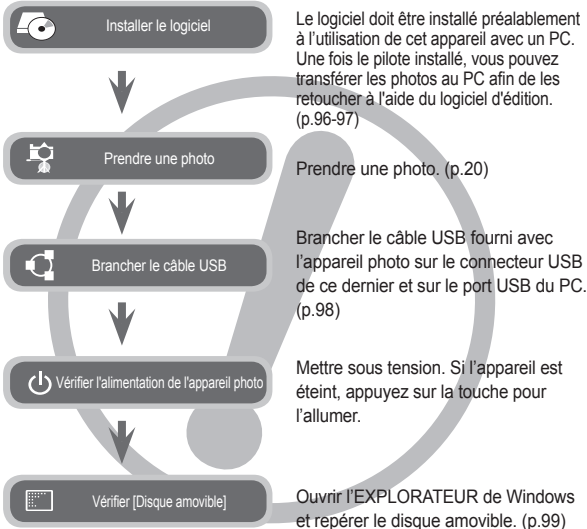 Installer le logiciel
Le logiciel doit être installé préalablement
à l’utilisation de cet appareil avec un PC.
Une fois le pilote installé, vous pouvez
transférer les photos au PC afin de les
retoucher à l'aide du logiciel d'édition.
(p.96-97)
Prendre une photo
Prendre une photo. (p.20)
Brancher le câble USB
Brancher le câble USB fourni avec
l’appareil photo sur le connecteur USB
de ce dernier et sur le port USB du PC.
(p.98)
Vérifier l'alimentation de l'appareil photo
Mettre sous tension. Si l’appareil est
éteint, appuyez sur la touche pour
l’allumer.
Vérifier [Disque amovible]
Ouvrir l’EXPLORATEUR de Windows
et repérer le disque amovible. (p.99)